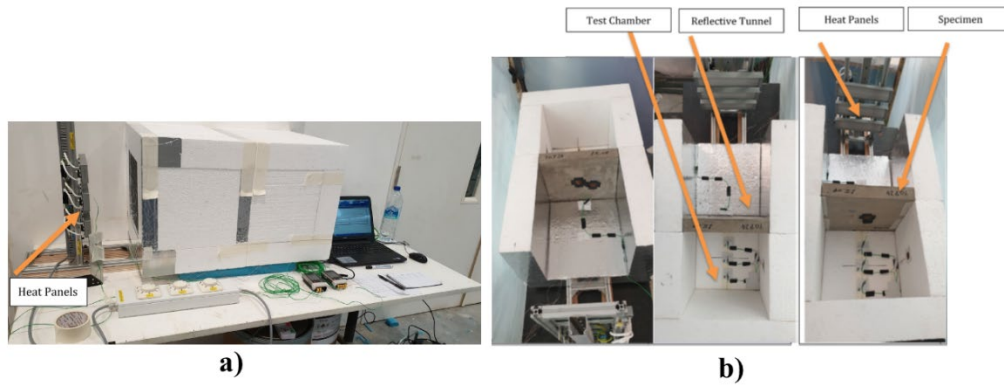 Test Chamber
Reflective Tunnel
Heat Panels
Specimen
Heat Panels
a)
b)